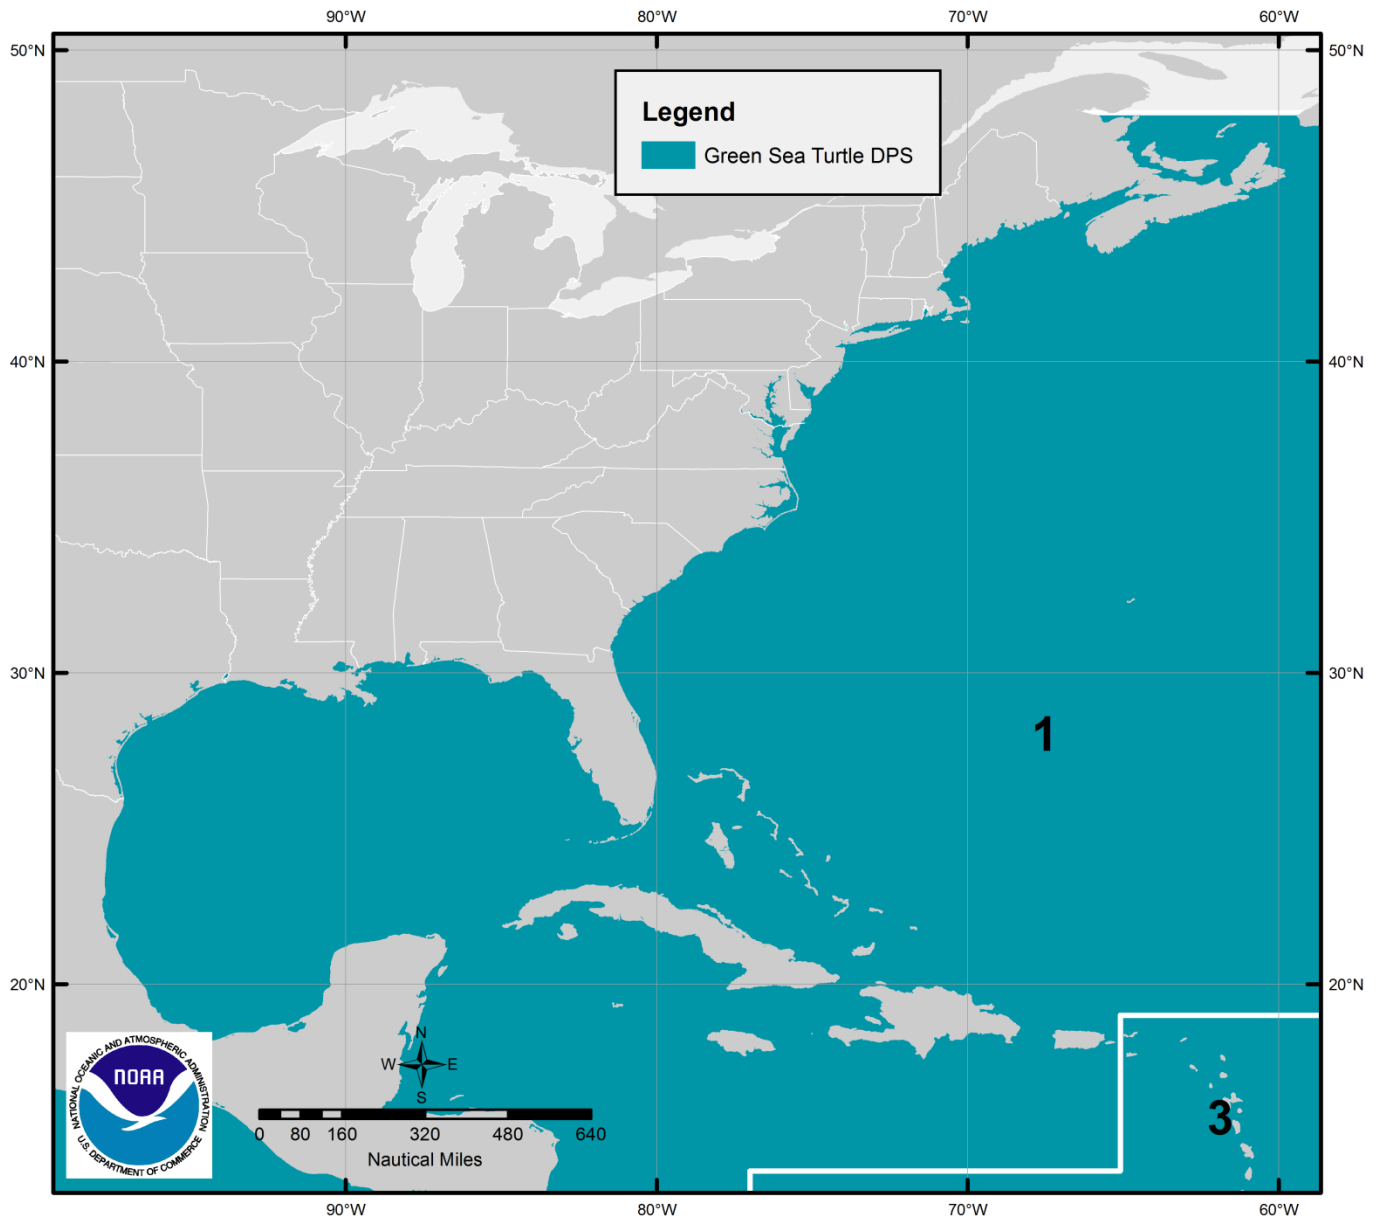 90°W 80°W 70°W 60°W
50°N 50°N
Legend
Green Sea Turtle DPS
40°N 40°N
30°N 30°N
1
20°N 20°N
NATIONAL OCEANIC AND ATMOSPHERIC ADMINISTRATION
NOAA
U.S. DEPARTMENT OF COMMERCE
N
W E
S
3
0 80 160 320 480 640
Nautical Miles
90°W 80°W 70°W 60°W